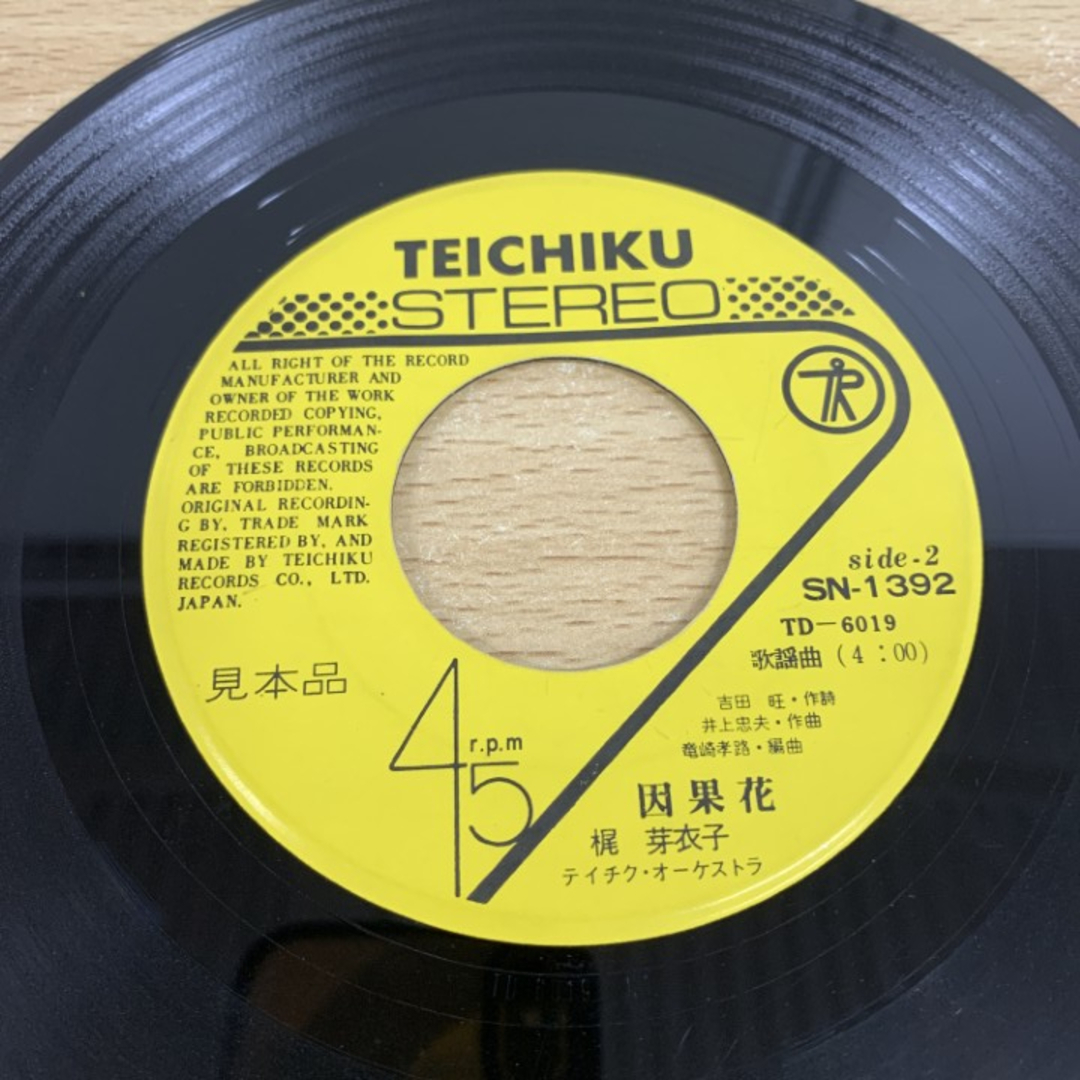 TEICHIKU
STEREO
ALL RIGHT OF THE RECORD
MANUFACTURER AND
OWNER OF THE WORK
RECORDED COPYING,
PUBLIC PERFORMAN-
CE, BROADCASTING
OF THESE RECORDS
ARE FORBIDDEN.
ORIGINAL RECORDIN-
G BY, TRADE MARK
REGISTERED BY, AND
MADE BY TEICHIKU
RECORDS CO., LTD.
JAPAN.
TR
side-2
SN-1392
TD-6019
歌謡曲 (4:00)
見本品
45 r.p.m
吉田 旺・作詩
井上忠夫・作曲
竜崎孝路・編曲
因果花
梶 芽衣子
テイチク・オーケストラ